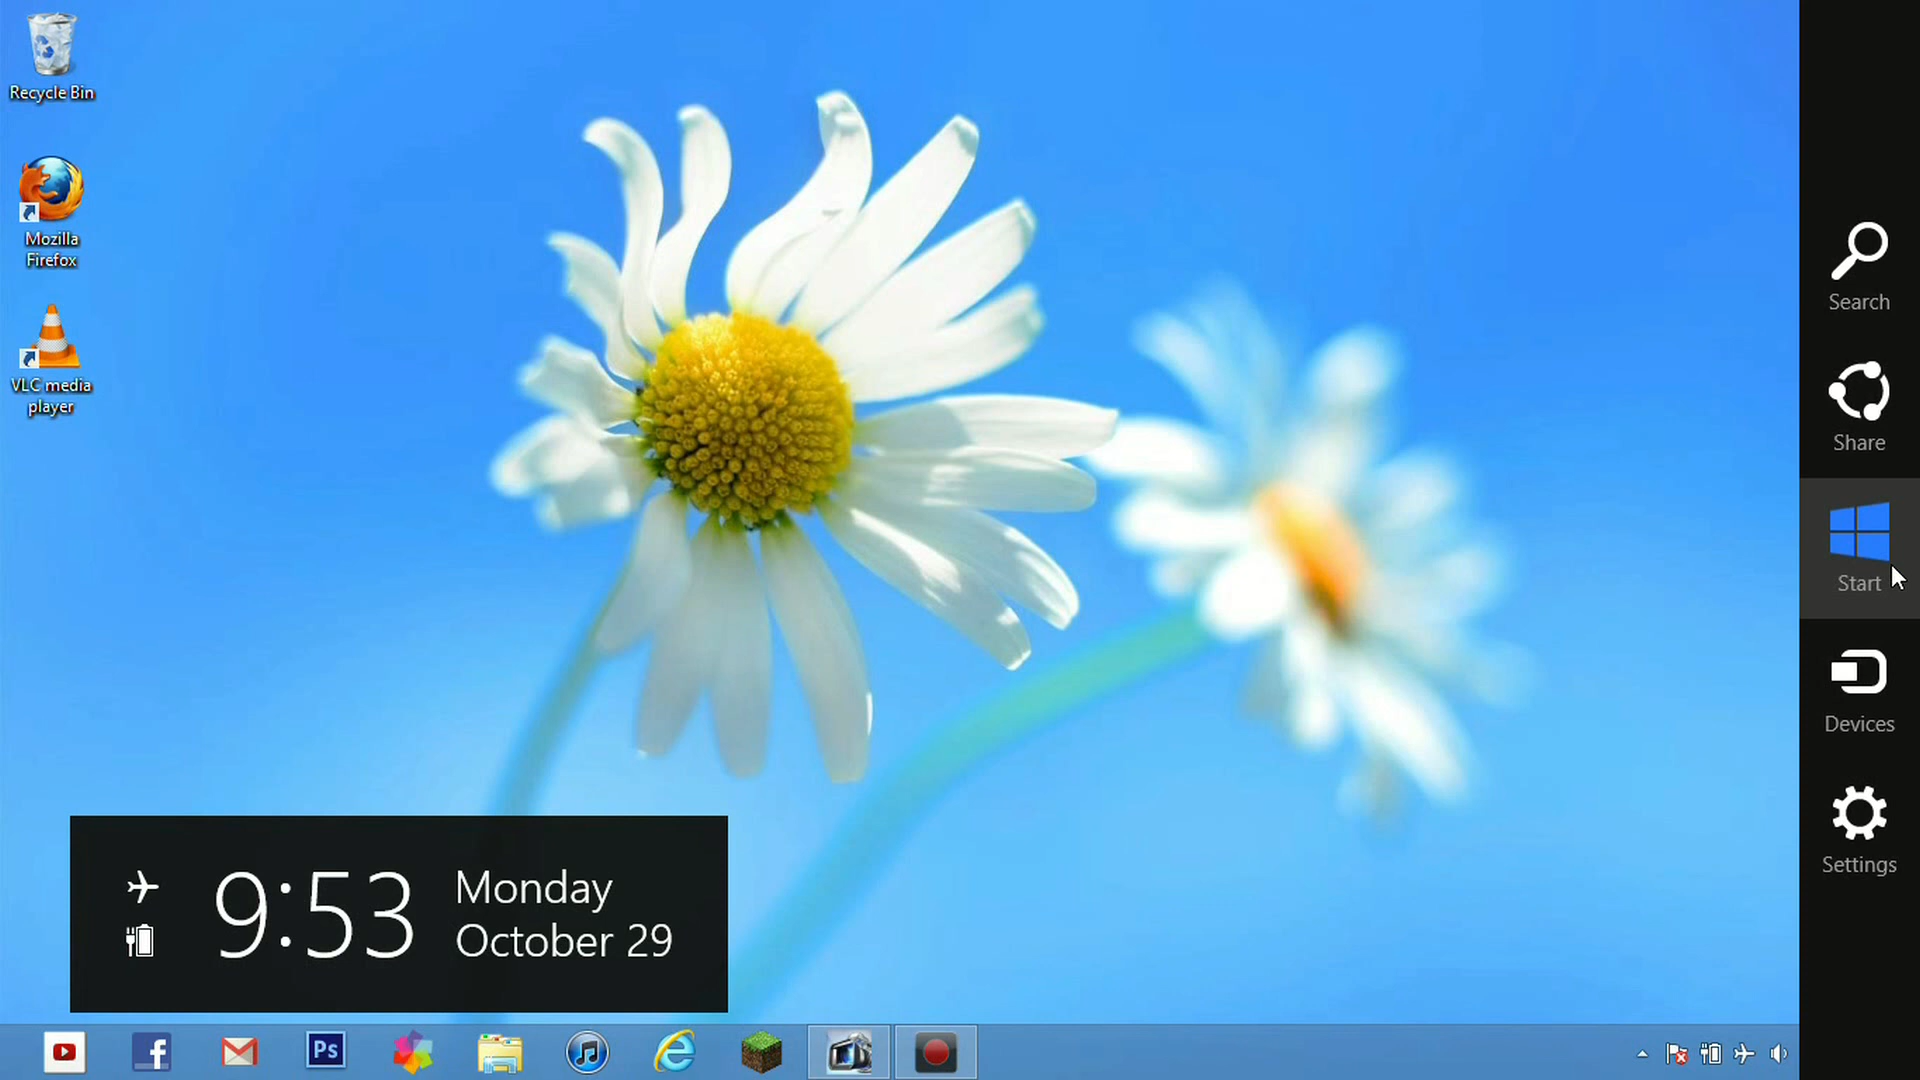 Recycle Bin
Mozilla
Firefox
VLC media
player
Search
Share
Start
Devices
Settings
9:53
Monday
October 29
f
Ps